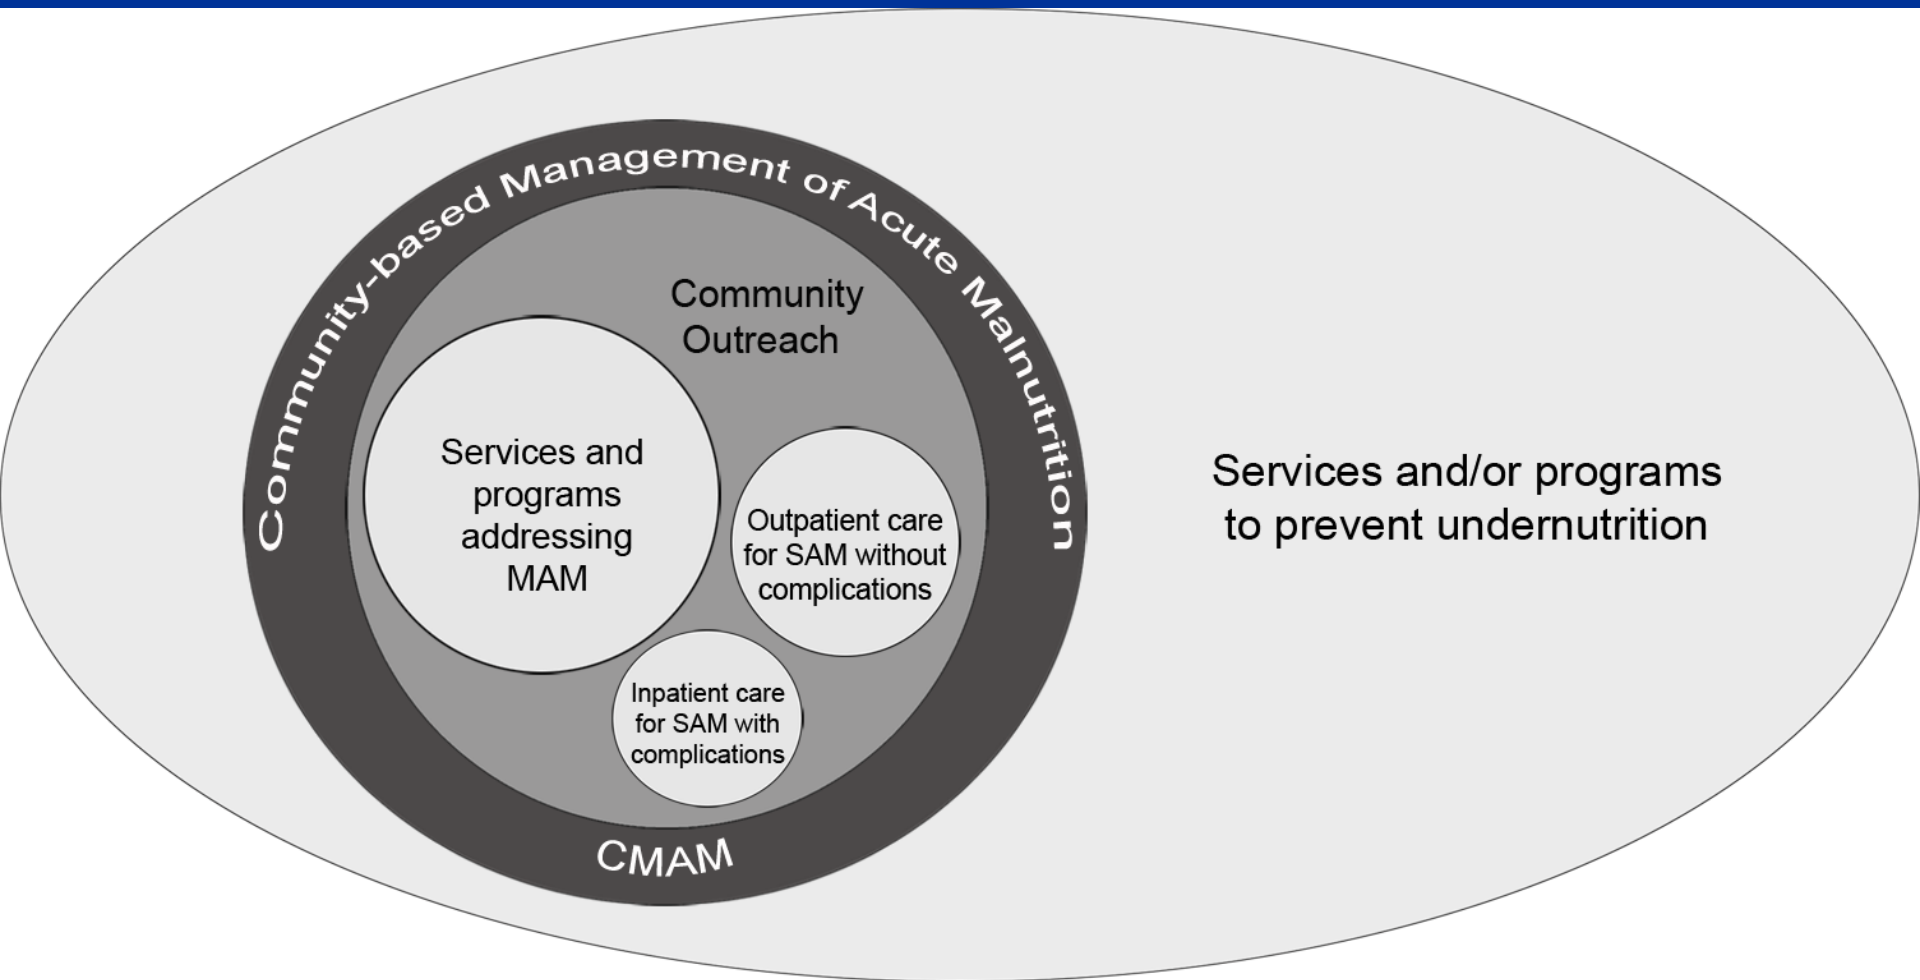 Community-based Management of Acute Malnutrition
Community
Outreach
Services and
programs
addressing
MAM
Outpatient care
for SAM without
complications
Inpatient care
for SAM with
complications
CMAM
Services and/or programs
to prevent undernutrition